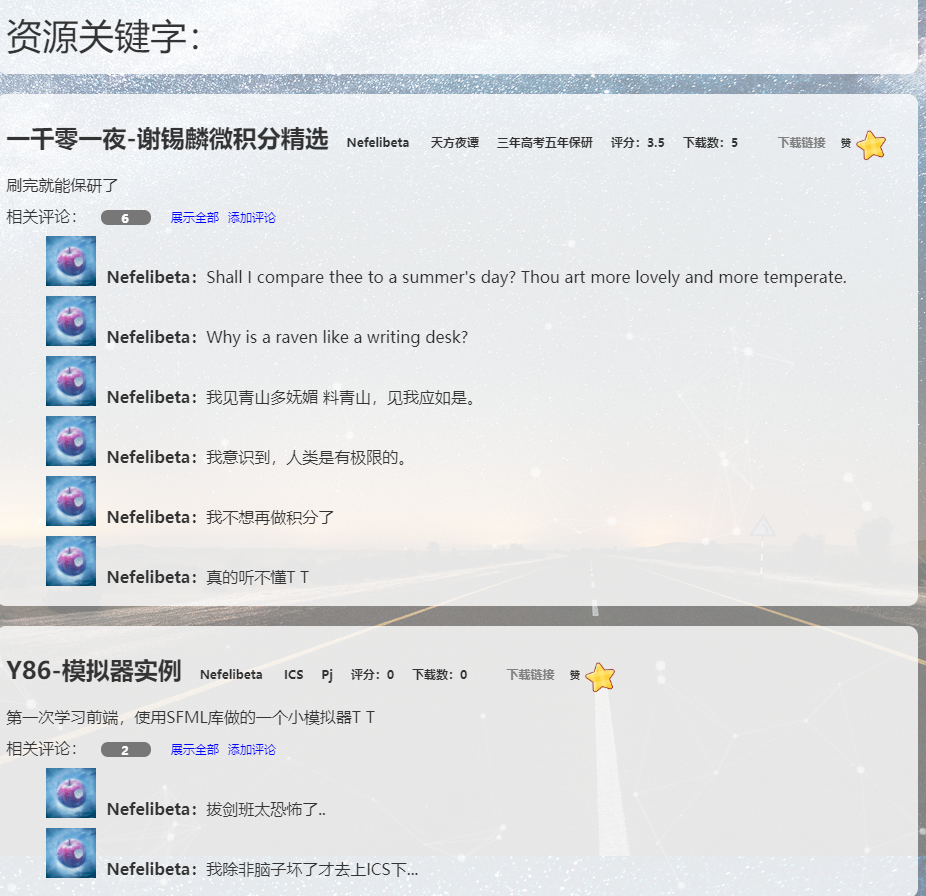 资源关键字：
一千零一夜-谢锡麟微积分精选 Nefelibeta 天方夜谭 三年高考五年保研 评分：3.5 下载数：5 下载链接 赞
刷完就能保研了
相关评论： 6 展示全部 添加评论
Nefelibeta：Shall I compare thee to a summer's day? Thou art more lovely and more temperate.
Nefelibeta：Why is a raven like a writing desk?
Nefelibeta：我见青山多妩媚 料青山，见我应如是。
Nefelibeta：我意识到，人类是有极限的。
Nefelibeta：我不想再做积分了
Nefelibeta：真的听不懂T T
Y86-模拟器实例 Nefelibeta ICS Pj 评分：0 下载数：0 下载链接 赞
第一次学习前端，使用SFML库做的一个小模拟器T T
相关评论： 2 展示全部 添加评论
Nefelibeta：拔剑班太恐怖了..
Nefelibeta：我除非脑子坏了才去上ICS下...